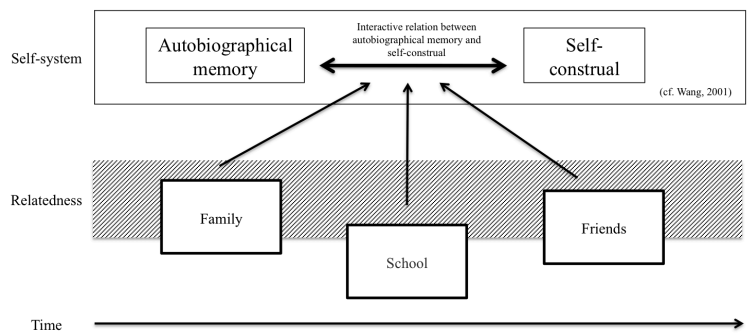 Self-system
Autobiographical
memory
Interactive relation between
autobiographical memory and
self-construal
Self-
construal
(cf. Wang, 2001)
Relatedness
Family
School
Friends
Time